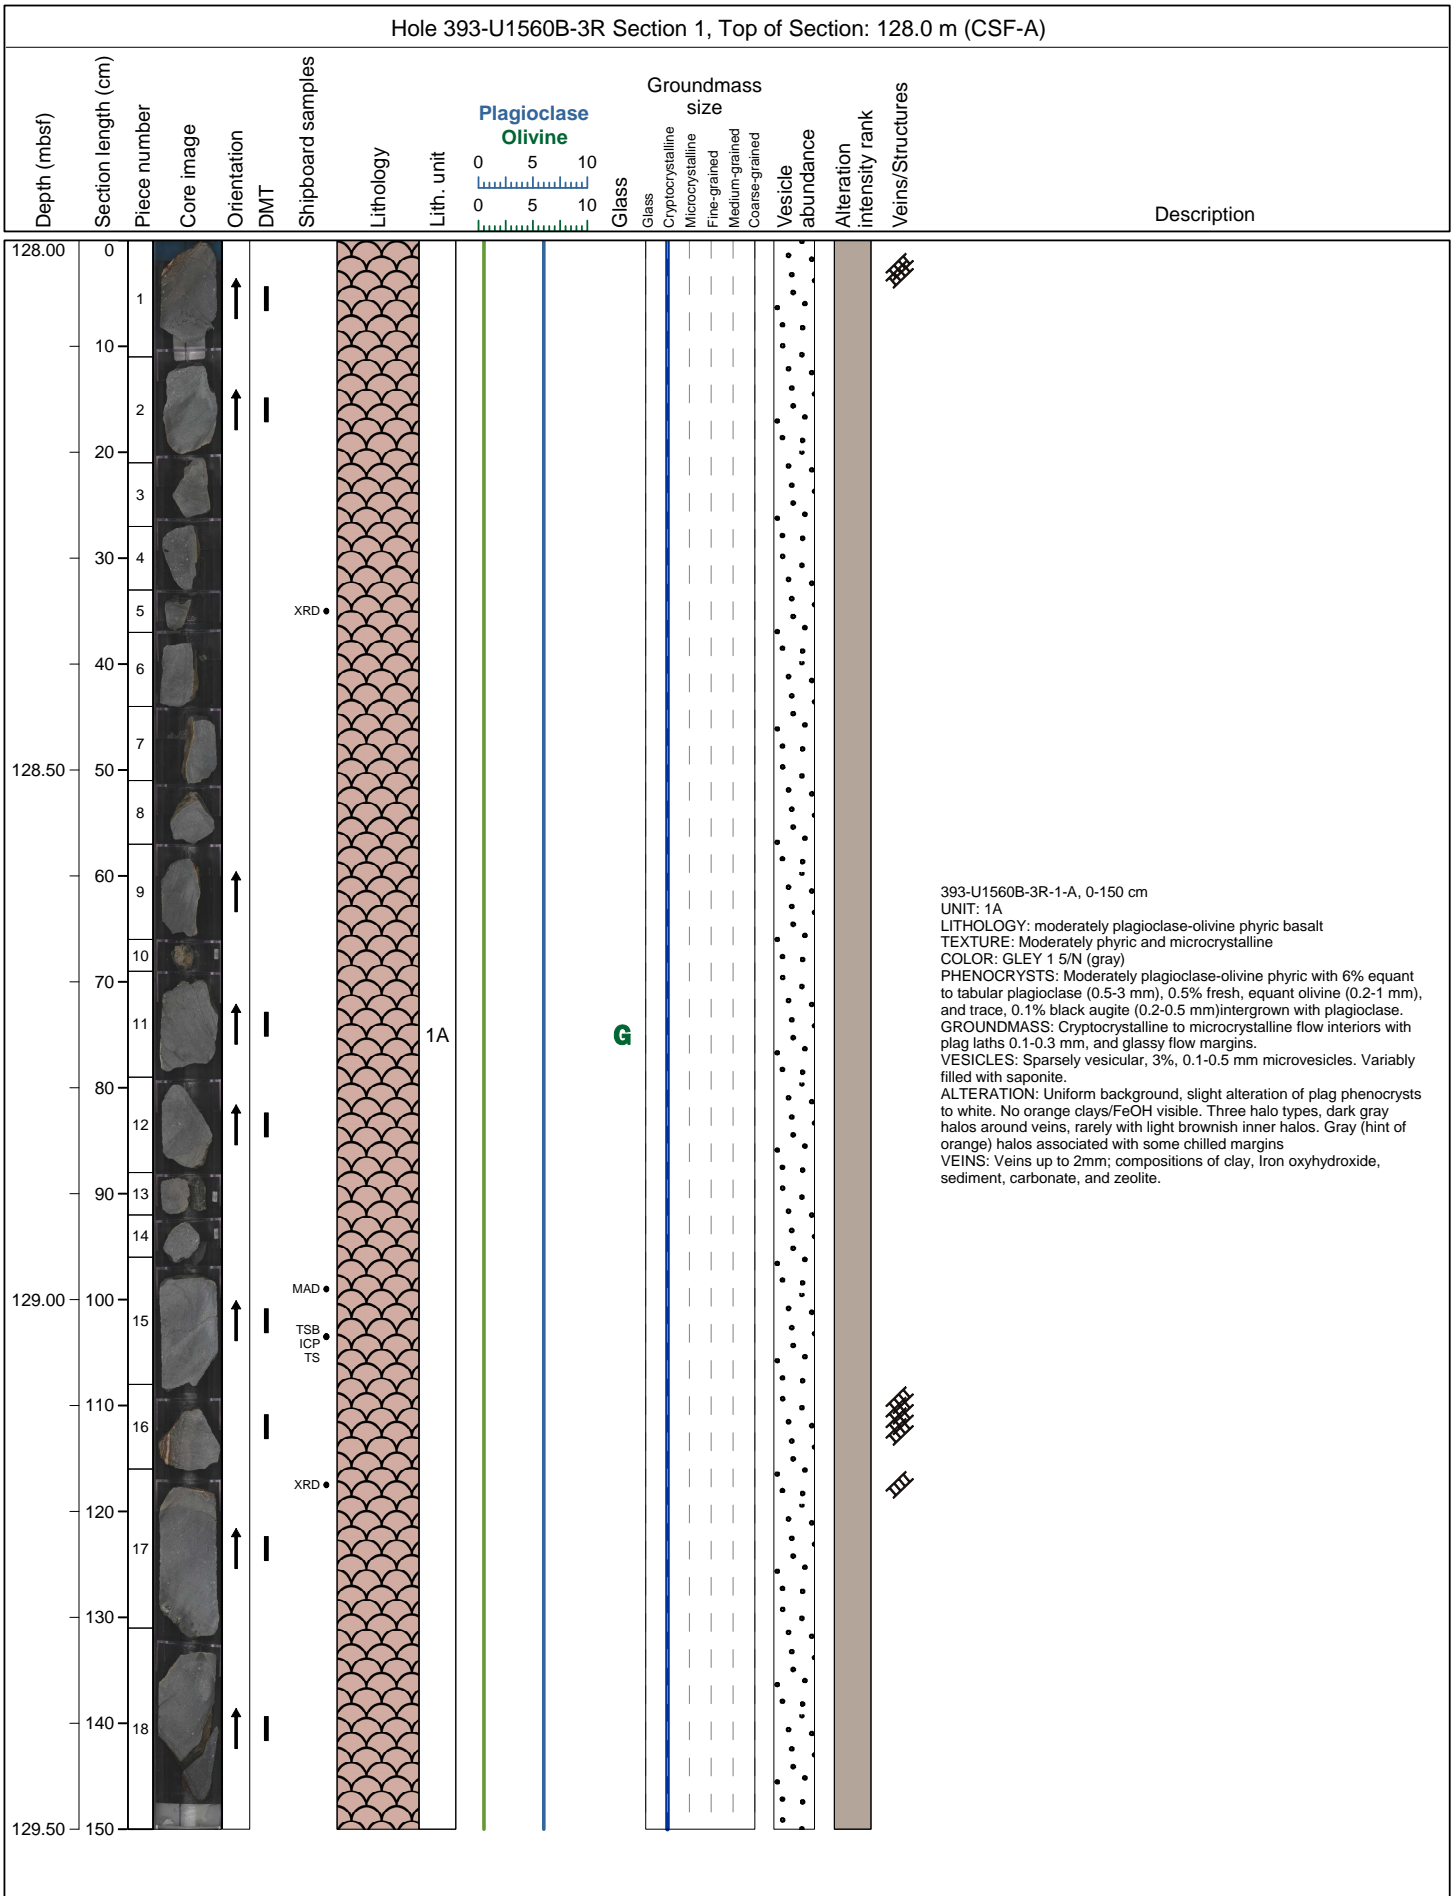 Hole 393-U1560B-3R Section 1, Top of Section: 128.0 m (CSF-A)
Depth (mbsf)
Section length (cm)
Piece number
Core image
Orientation
DMT
Shipboard samples
Lithology
Lith. unit
Plagioclase
Olivine
0 5 10
0 5 10
Glass
Groundmass
size
Glass
Cryptocrystalline
Microcrystalline
Fine-grained
Medium-grained
Coarse-grained
Vesicle
abundance
Alteration
intensity rank
Veins/Structures
Description
128.00 0
1
10
2
20
3
4
30
5
XRD
6
40
7
128.50 50
8
9
60
10
70
11
1A
G
80
12
13
90
14
MAD
129.00 100
15
TSB
ICP
TS
110
16
XRD
120
17
130
18
140
129.50 150
393-U1560B-3R-1-A, 0-150 cm
UNIT: 1A
LITHOLOGY: moderately plagioclase-olivine phyric basalt
TEXTURE: Moderately phyric and microcrystalline
COLOR: GLEY 1 5/N (gray)
PHENOCRYSTS: Moderately plagioclase-olivine phyric with 6% equant
to tabular plagioclase (0.5-3 mm), 0.5% fresh, equant olivine (0.2-1 mm),
and trace, 0.1% black augite (0.2-0.5 mm)intergrown with plagioclase.
GROUNDMASS: Cryptocrystalline to microcrystalline flow interiors with
plag laths 0.1-0.3 mm, and glassy flow margins.
VESICLES: Sparsely vesicular, 3%, 0.1-0.5 mm microvesicles. Variably
filled with saponite.
ALTERATION: Uniform background, slight alteration of plag phenocrysts
to white. No orange clays/FeOH visible. Three halo types, dark gray
halos around veins, rarely with light brownish inner halos. Gray (hint of
orange) halos associated with some chilled margins
VEINS: Veins up to 2mm; compositions of clay, Iron oxyhydroxide,
sediment, carbonate, and zeolite.